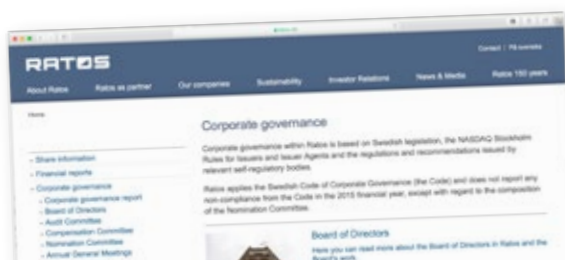 RATOS
Contact | På svenska
About Ratos
Ratos as partner
Our companies
Sustainability
Investor Relations
News & Media
Ratos 150 years
Home
Corporate governance
Corporate governance within Ratos is based on Swedish legislation, the NASDAQ Stockholm
Rules for Issuers and Issuer Agents and the regulations and recommendations issued by
relevant self-regulatory bodies.
Ratos applies the Swedish Code of Corporate Governance (the Code) and does not report any
non-compliance from the Code in the 2015 financial year, except with regard to the composition
of the Nomination Committee.
- Share information
- Financial reports
- Corporate governance
- Corporate governance report
- Board of Directors
- Audit Committee
- Compensation Committee
- Nomination Committee
- Annual General Meetings
Board of Directors
Here you can read more about the Board of Directors in Ratos and the
Board's work.